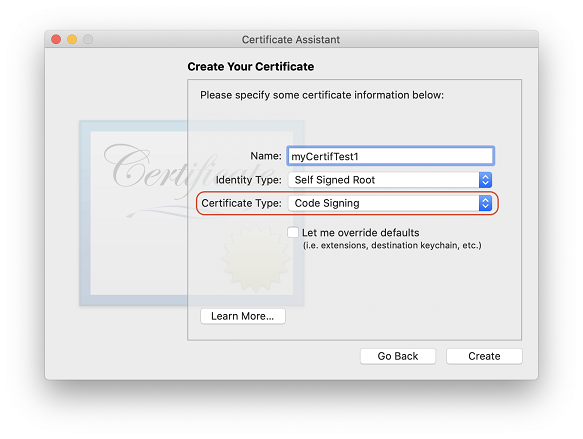 Certificate Assistant
Create Your Certificate
Please specify some certificate information below:
Certificate
Name: myCertifTest1
Identity Type: Self Signed Root
Certificate Type: Code Signing
Let me override defaults
(i.e. extensions, destination keychain, etc.)
Learn More...
Go Back Create